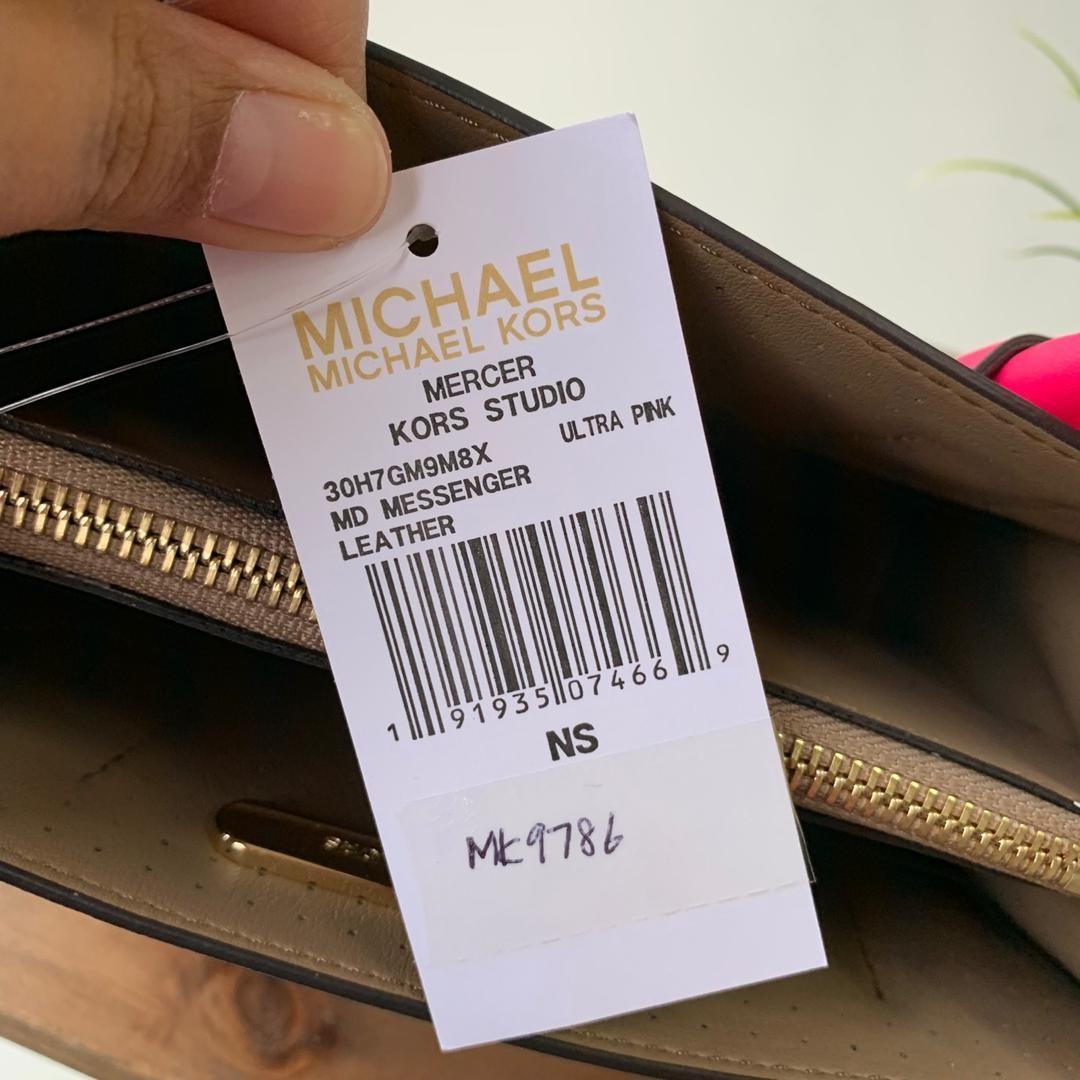 MICHAEL
MICHAEL KORS
MERCER
KORS STUDIO
30H7GM9M8X ULTRA PINK
MD MESSENGER
LEATHER
1 91935 07466 9
NS
MK9786